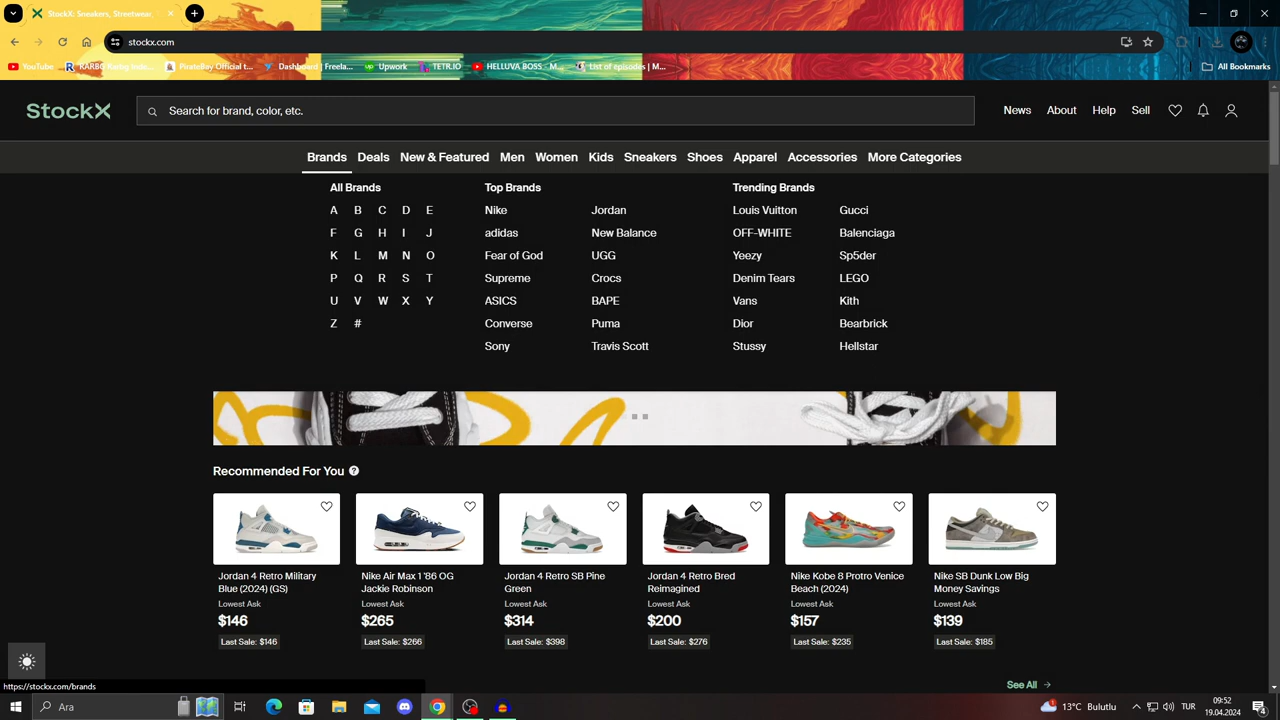 StockX: Sneakers, Streetwear,
stockx.com
YouTube
RARBG Rarbg Inde...
PirateBay Official t...
Dashboard | Freela...
Upwork
TETR.IO
HELLUVA BOSS - M...
List of episodes | M...
All Bookmarks
StockX
Search for brand, color, etc.
News About Help Sell
Brands Deals New & Featured Men Women Kids Sneakers Shoes Apparel Accessories More Categories
All Brands
A B C D E
F G H I J
K L M N O
P Q R S T
U V W X Y
Z #
Top Brands
Nike Jordan
adidas New Balance
Fear of God UGG
Supreme Crocs
ASICS BAPE
Converse Puma
Sony Travis Scott
Trending Brands
Louis Vuitton Gucci
OFF-WHITE Balenciaga
Yeezy Sp5der
Denim Tears LEGO
Vans Kith
Dior Bearbrick
Stussy Hellstar
Recommended For You
Jordan 4 Retro Military
Blue (2024) (GS)
Lowest Ask
$146
Last Sale: $146
Nike Air Max 1 '86 OG
Jackie Robinson
Lowest Ask
$265
Last Sale: $266
Jordan 4 Retro SB Pine
Green
Lowest Ask
$314
Last Sale: $398
Jordan 4 Retro Bred
Reimagined
Lowest Ask
$200
Last Sale: $276
Nike Kobe 8 Protro Venice
Beach (2024)
Lowest Ask
$157
Last Sale: $235
Nike SB Dunk Low Big
Money Savings
Lowest Ask
$139
Last Sale: $185
See All
https://stockx.com/brands
Ara
13°C Bulutlu
TUR
09:52
19.04.2024
4